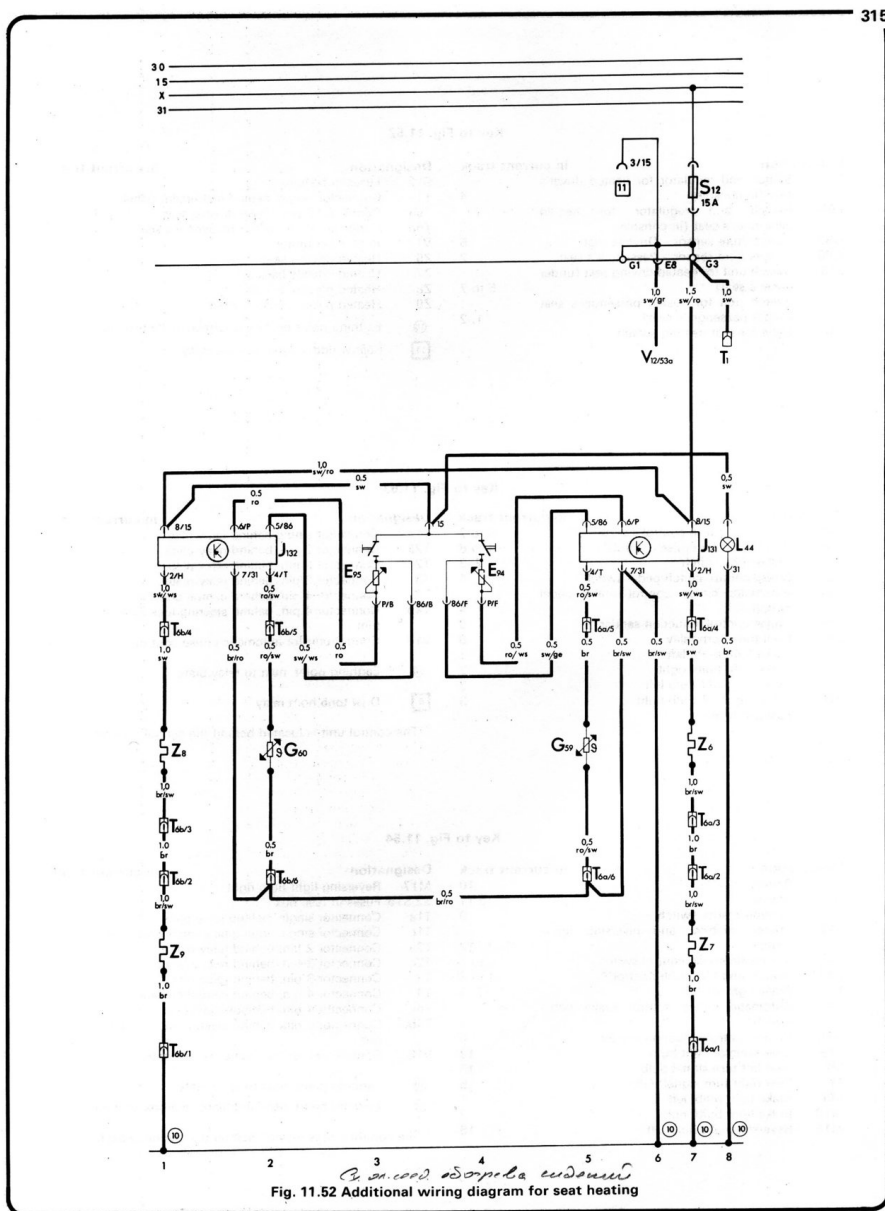 315
30
15
X
31
3/15
11
S12
15 A
G1
E8
G3
1,0
sw/gr
1,5
sw/ro
1,0
sw
V12/53a
T1
1,0
sw/ro
0.5
sw
0.5
ro
0,5
sw
8/15
6/P
5/86
15
5/86
6/P
8/15
J132
E95
E94
J131
L44
2/H
7/31
4/T
P/B
86/B
86/F
P/F
4/T
7/31
2/H
31
1,0
sw/ws
0.5
ro/sw
0.5
ro/sw
1,0
sw/ws
T6b/4
T6b/5
T6a/5
T6a/4
1,0
sw
0.5
br/ro
0.5
ro/sw
0.5
sw/ws
0.5
ro
0.5
ro/ws
0.5
sw/ge
0.5
br
0.5
br/sw
0.5
br/sw
1,0
sw
0.5
br
Z8
G60
G59
Z6
1,0
br/sw
1,0
br/sw
T6b/3
T6a/3
1,0
br
0.5
br
0,5
ro/sw
1,0
br
T6b/2
T6b/6
T6a/6
T6a/2
1,0
br/sw
0.5
br/ro
1,0
br/sw
Z9
Z7
1,0
br
1,0
br
T6b/1
T6a/1
10
10
10
10
1
2
3
4
5
6
7
8
обогрева сидений
Fig. 11.52 Additional wiring diagram for seat heating